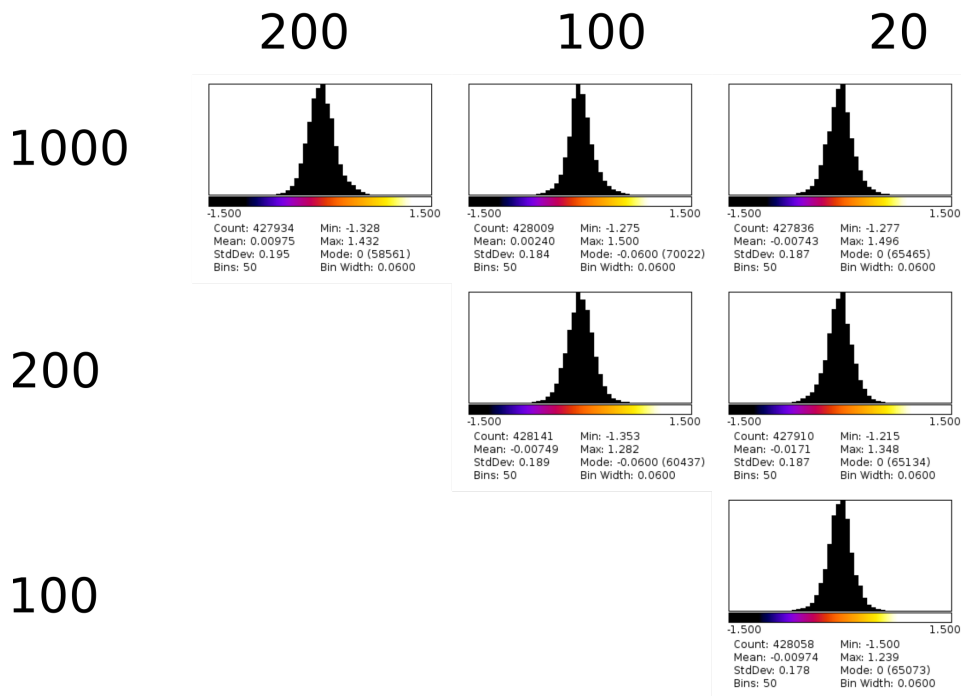 200 100 20
1000
-1.500 1.500
Count: 427934 Min: -1.328
Mean: 0.00975 Max: 1.432
StdDev: 0.195 Mode: 0 (58561)
Bins: 50 Bin Width: 0.0600
-1.500 1.500
Count: 428009 Min: -1.275
Mean: 0.00240 Max: 1.500
StdDev: 0.184 Mode: -0.0600 (70022)
Bins: 50 Bin Width: 0.0600
-1.500 1.500
Count: 427836 Min: -1.277
Mean: -0.00743 Max: 1.496
StdDev: 0.187 Mode: 0 (65465)
Bins: 50 Bin Width: 0.0600
200
-1.500 1.500
Count: 428141 Min: -1.353
Mean: -0.00749 Max: 1.282
StdDev: 0.189 Mode: -0.0600 (60437)
Bins: 50 Bin Width: 0.0600
-1.500 1.500
Count: 427910 Min: -1.215
Mean: -0.0171 Max: 1.348
StdDev: 0.187 Mode: 0 (65134)
Bins: 50 Bin Width: 0.0600
100
-1.500 1.500
Count: 428058 Min: -1.500
Mean: -0.00974 Max: 1.239
StdDev: 0.178 Mode: 0 (65073)
Bins: 50 Bin Width: 0.0600